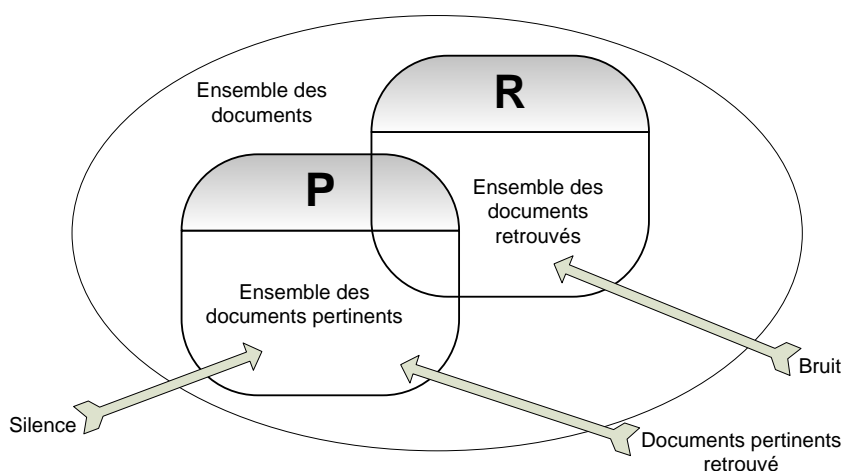 Ensemble des
documents
R
P
Ensemble des
documents
retrouvés
Ensemble des
documents pertinents
Bruit
Silence
Documents pertinents
retrouvé